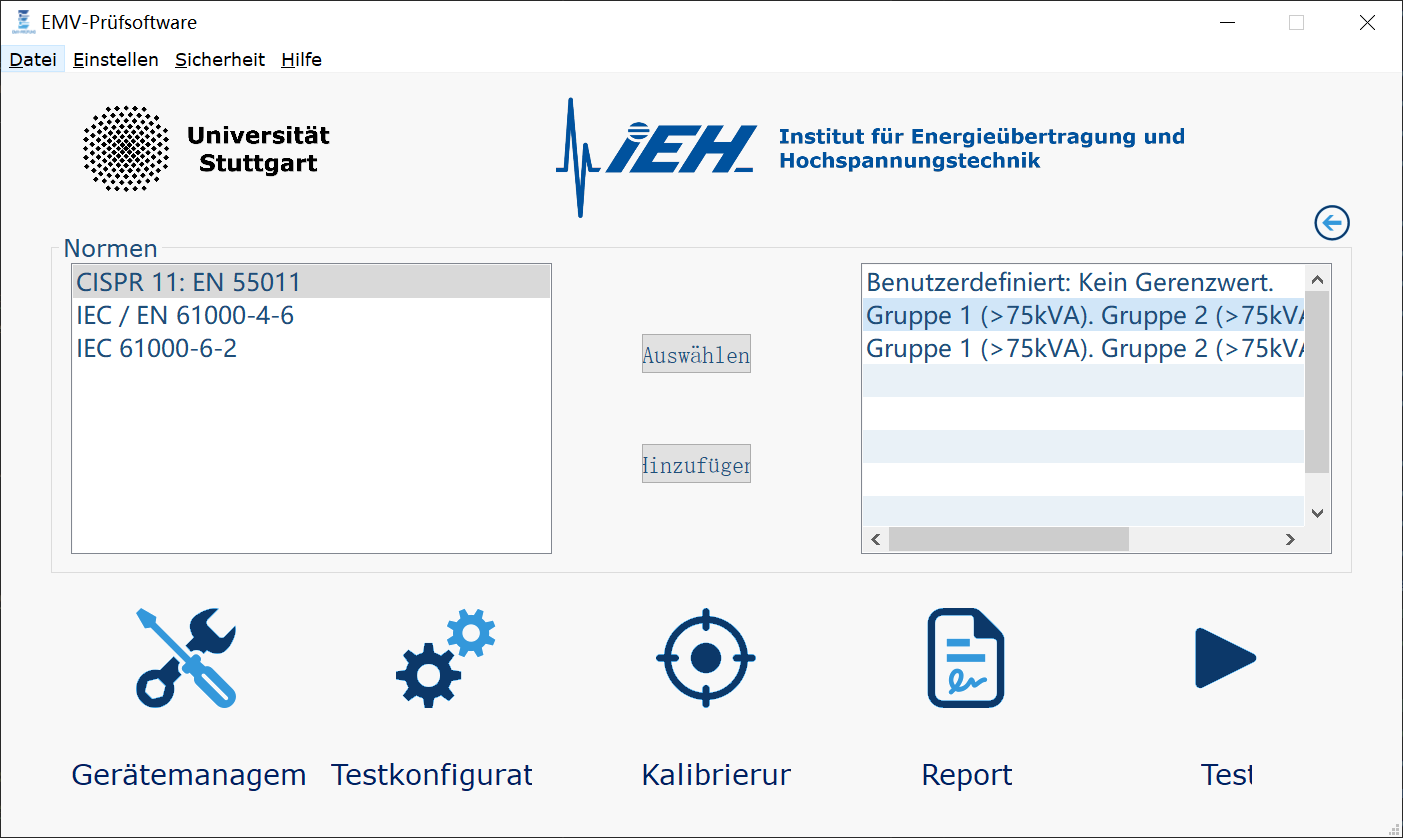 EMV-Prüfsoftware
Datei Einstellen Sicherheit Hilfe
Universität
Stuttgart
iEH
Institut für Energieübertragung und
Hochspannungstechnik
Normen
CISPR 11: EN 55011
IEC / EN 61000-4-6
IEC 61000-6-2
Auswählen
Hinzufügen
Benutzerdefiniert: Kein Gerenzwert.
Gruppe 1 (>75kVA). Gruppe 2 (>75kVA
Gruppe 1 (>75kVA). Gruppe 2 (>75kVA
Gerätemanagem Testkonfigurat Kalibrierur Report Test